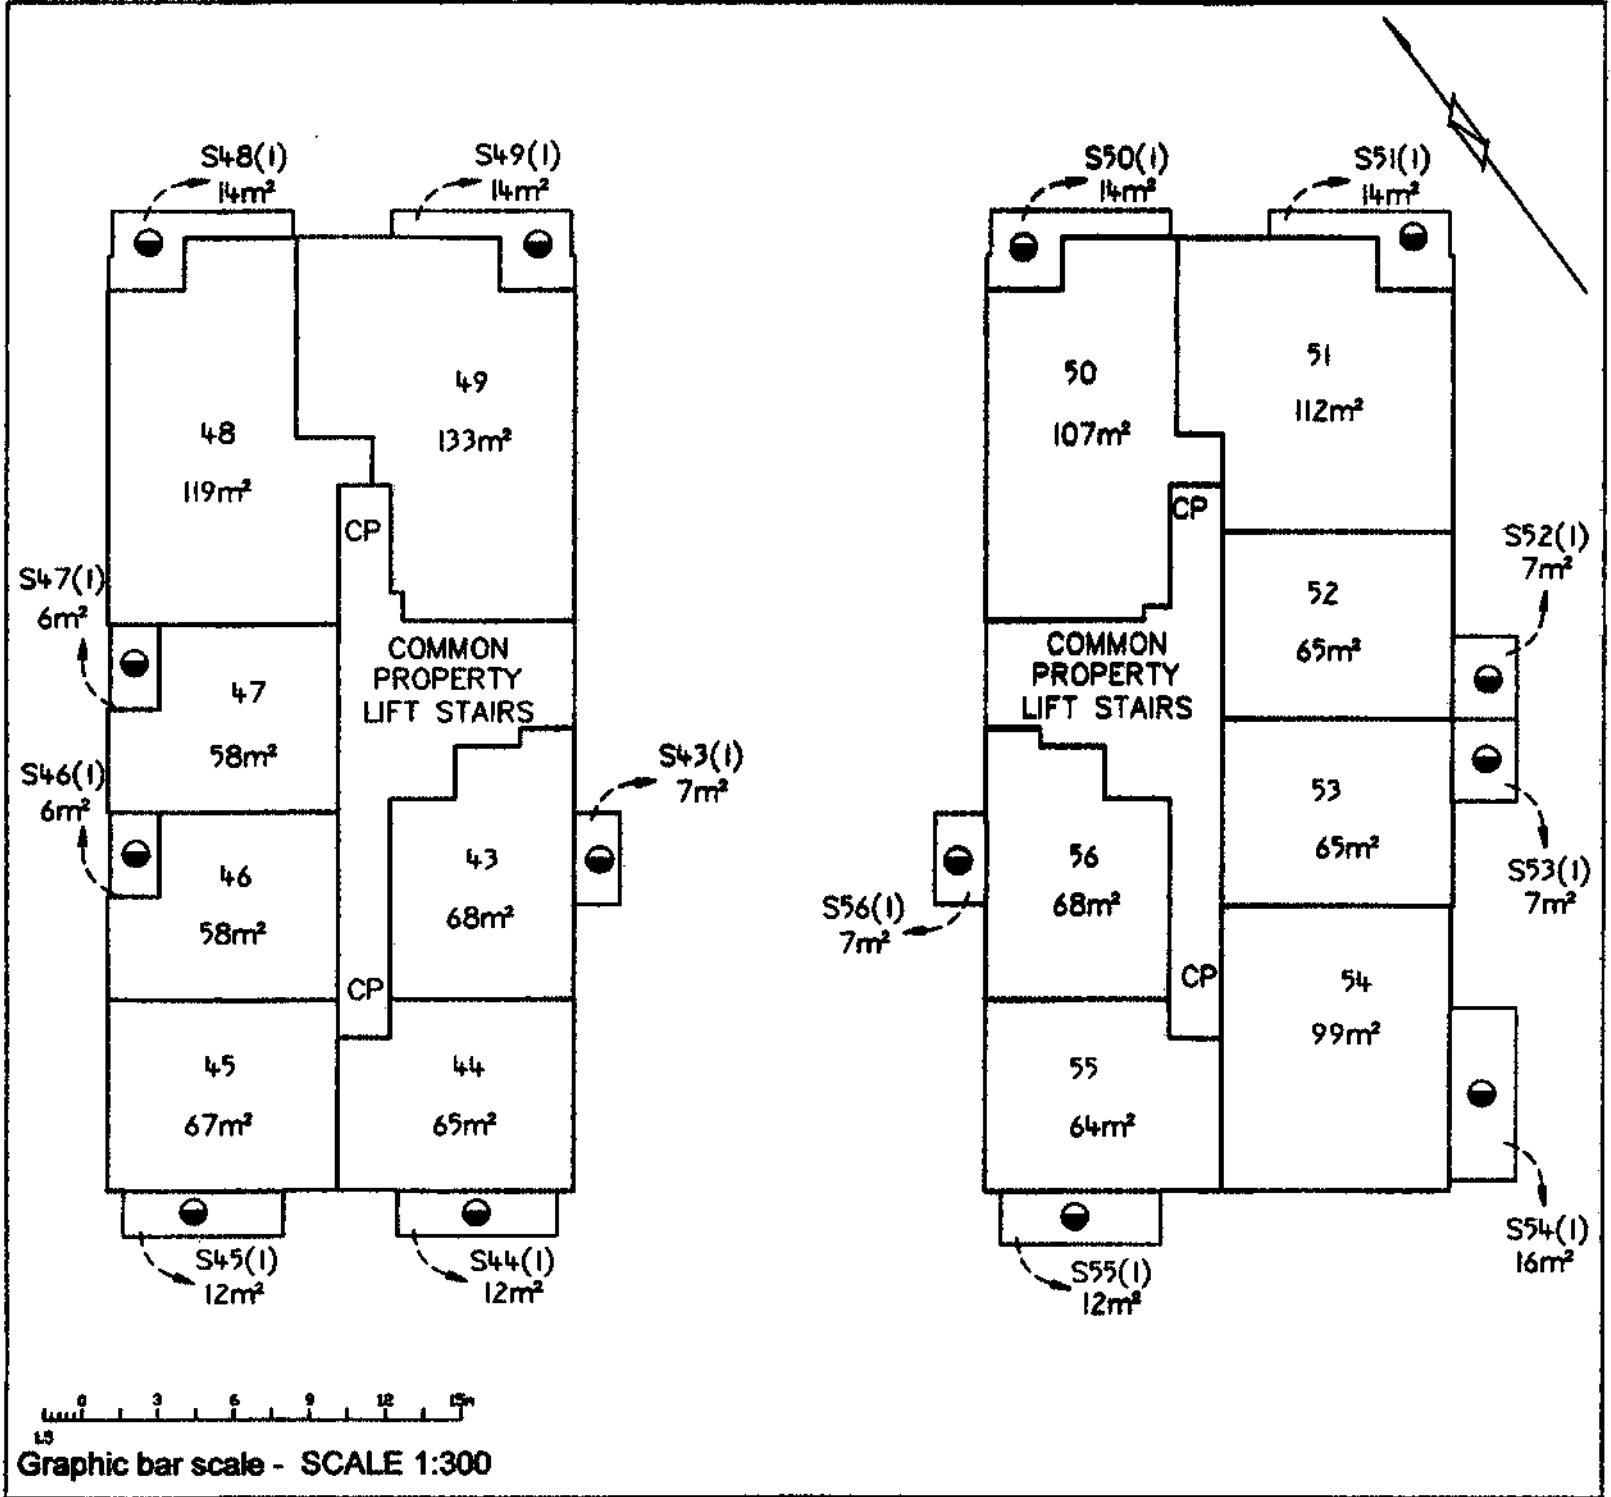 S48(1)
14m²
S49(1)
14m²
S50(1)
14m²
S51(1)
14m²
48
119m²
49
133m²
50
107m²
51
112m²
CP
CP
S47(1)
6m²
47
58m²
COMMON
PROPERTY
LIFT STAIRS
COMMON
PROPERTY
LIFT STAIRS
52
65m²
S52(1)
7m²
S46(1)
6m²
46
58m²
43
68m²
S43(1)
7m²
S56(1)
7m²
56
68m²
53
65m²
S53(1)
7m²
CP
CP
45
67m²
44
65m²
55
64m²
54
99m²
S54(1)
16m²
S45(1)
12m²
S44(1)
12m²
S55(1)
12m²
0 3 6 9 12 15m
1.5
Graphic bar scale - SCALE 1:300